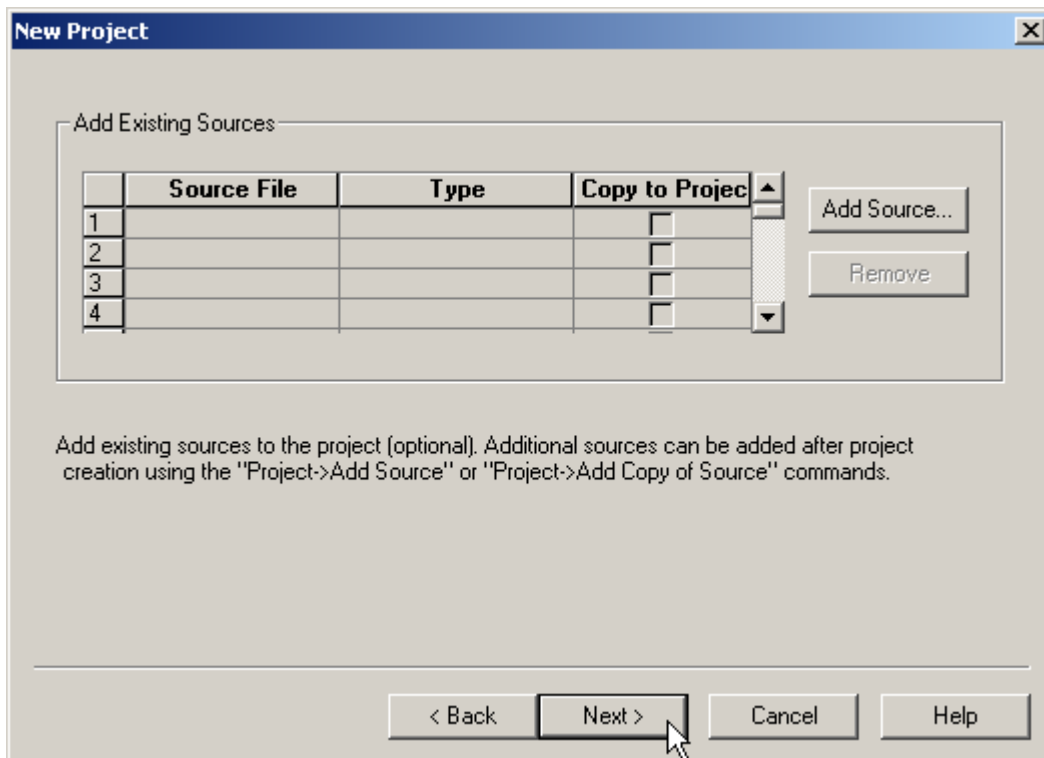 New Project
Add Existing Sources
Source File Type Copy to Projec
1
2
3
4
Add Source...
Remove
Add existing sources to the project (optional). Additional sources can be added after project
creation using the "Project->Add Source" or "Project->Add Copy of Source" commands.
< Back Next > Cancel Help